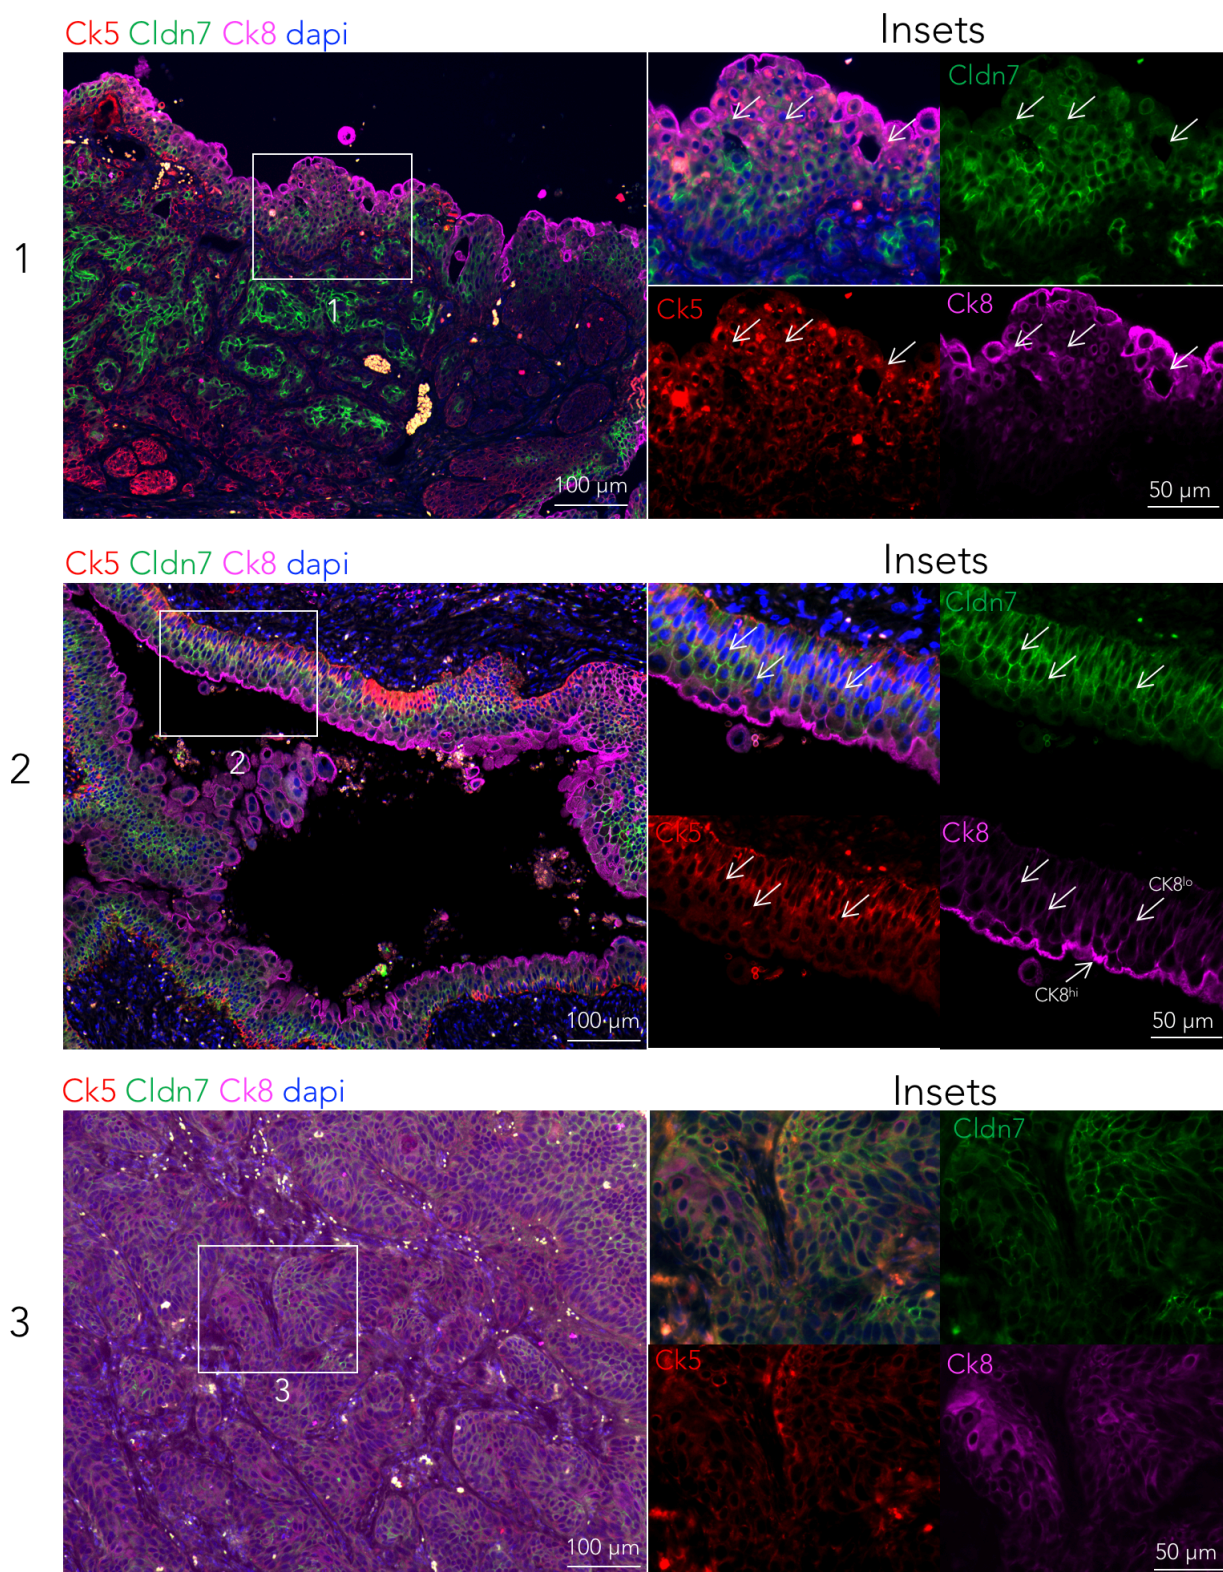 Ck5 Cldn7 Ck8 dapi
Insets
1
1
100 µm
Cldn7
Ck5
Ck8
50 µm
Ck5 Cldn7 Ck8 dapi
Insets
2
2
100 µm
Cldn7
Ck5
Ck8
CK8lo
CK8hi
50 µm
Ck5 Cldn7 Ck8 dapi
Insets
3
3
100 µm
Cldn7
Ck5
Ck8
50 µm